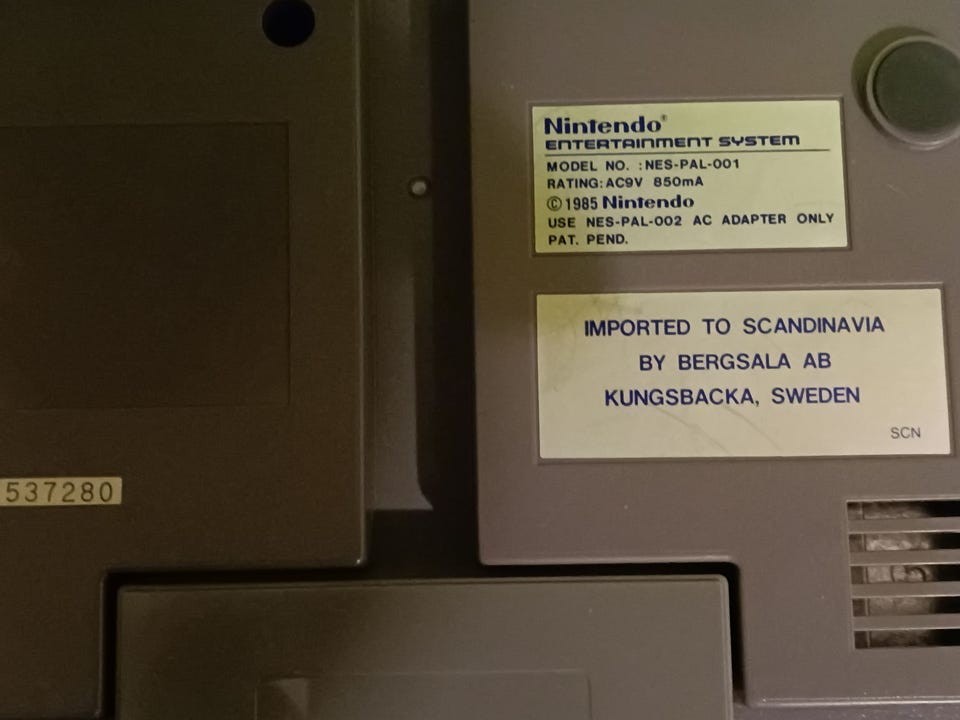 Nintendo®
ENTERTAINMENT SYSTEM
MODEL NO. :NES-PAL-001
RATING:AC9V 850mA
©1985 Nintendo
USE NES-PAL-002 AC ADAPTER ONLY
PAT. PEND.
IMPORTED TO SCANDINAVIA
BY BERGSALA AB
KUNGSBACKA, SWEDEN
SCN
537280